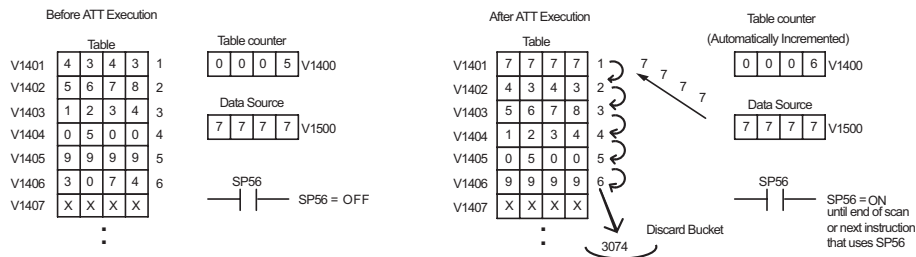 Before ATT Execution
Table
V1401 4 3 4 3 1
V1402 5 6 7 8 2
V1403 1 2 3 4 3
V1404 0 5 0 0 4
V1405 9 9 9 9 5
V1406 3 0 7 4 6
V1407 X X X X
Table counter
0 0 0 5 V1400
Data Source
7 7 7 7 V1500
SP56
SP56 = OFF
After ATT Execution
Table
V1401 7 7 7 7 1
V1402 4 3 4 3 2
V1403 5 6 7 8 3
V1404 1 2 3 4 4
V1405 0 5 0 0 5
V1406 9 9 9 9 6
V1407 X X X X
7 7 7 7
Discard Bucket
3074
Table counter
(Automatically Incremented)
0 0 0 6 V1400
Data Source
7 7 7 7 V1500
SP56
SP56 = ON
until end of scan
or next instruction
that uses SP56